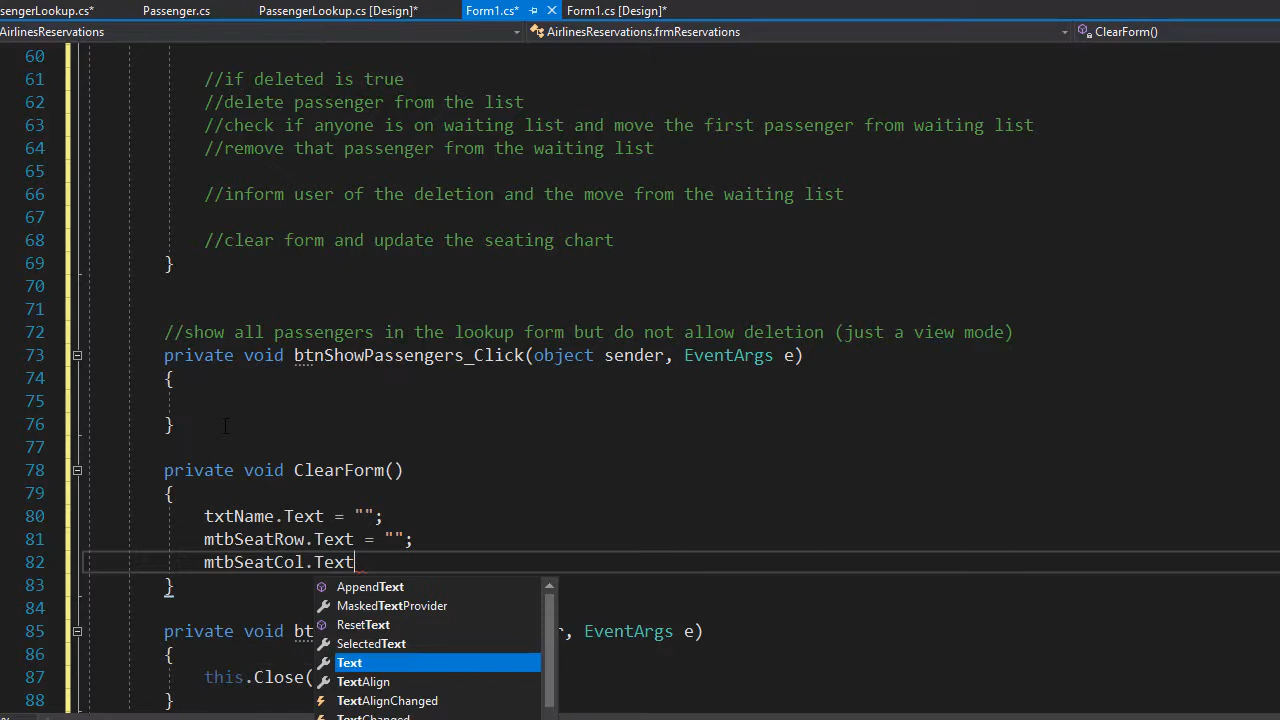 sengerLookup.cs* Passenger.cs PassengerLookup.cs [Design]* Form1.cs* Form1.cs [Design]*
AirlinesReservations AirlinesReservations.frmReservations ClearForm()
60
61 //if deleted is true
62 //delete passenger from the list
63 //check if anyone is on waiting list and move the first passenger from waiting list
64 //remove that passenger from the waiting list
65
66 //inform user of the deletion and the move from the waiting list
67
68 //clear form and update the seating chart
69 }
70
71
72 //show all passengers in the lookup form but do not allow deletion (just a view mode)
73 private void btnShowPassengers_Click(object sender, EventArgs e)
74 {
75
76 }
77
78 private void ClearForm()
79 {
80 txtName.Text = "";
81 mtbSeatRow.Text = "";
82 mtbSeatCol.Text
83 }
84
85 private void bt r, EventArgs e)
86 {
87 this.Close(
88 }
AppendText
MaskedTextProvider
ResetText
SelectedText
Text
TextAlign
TextAlignChanged
TextChanged